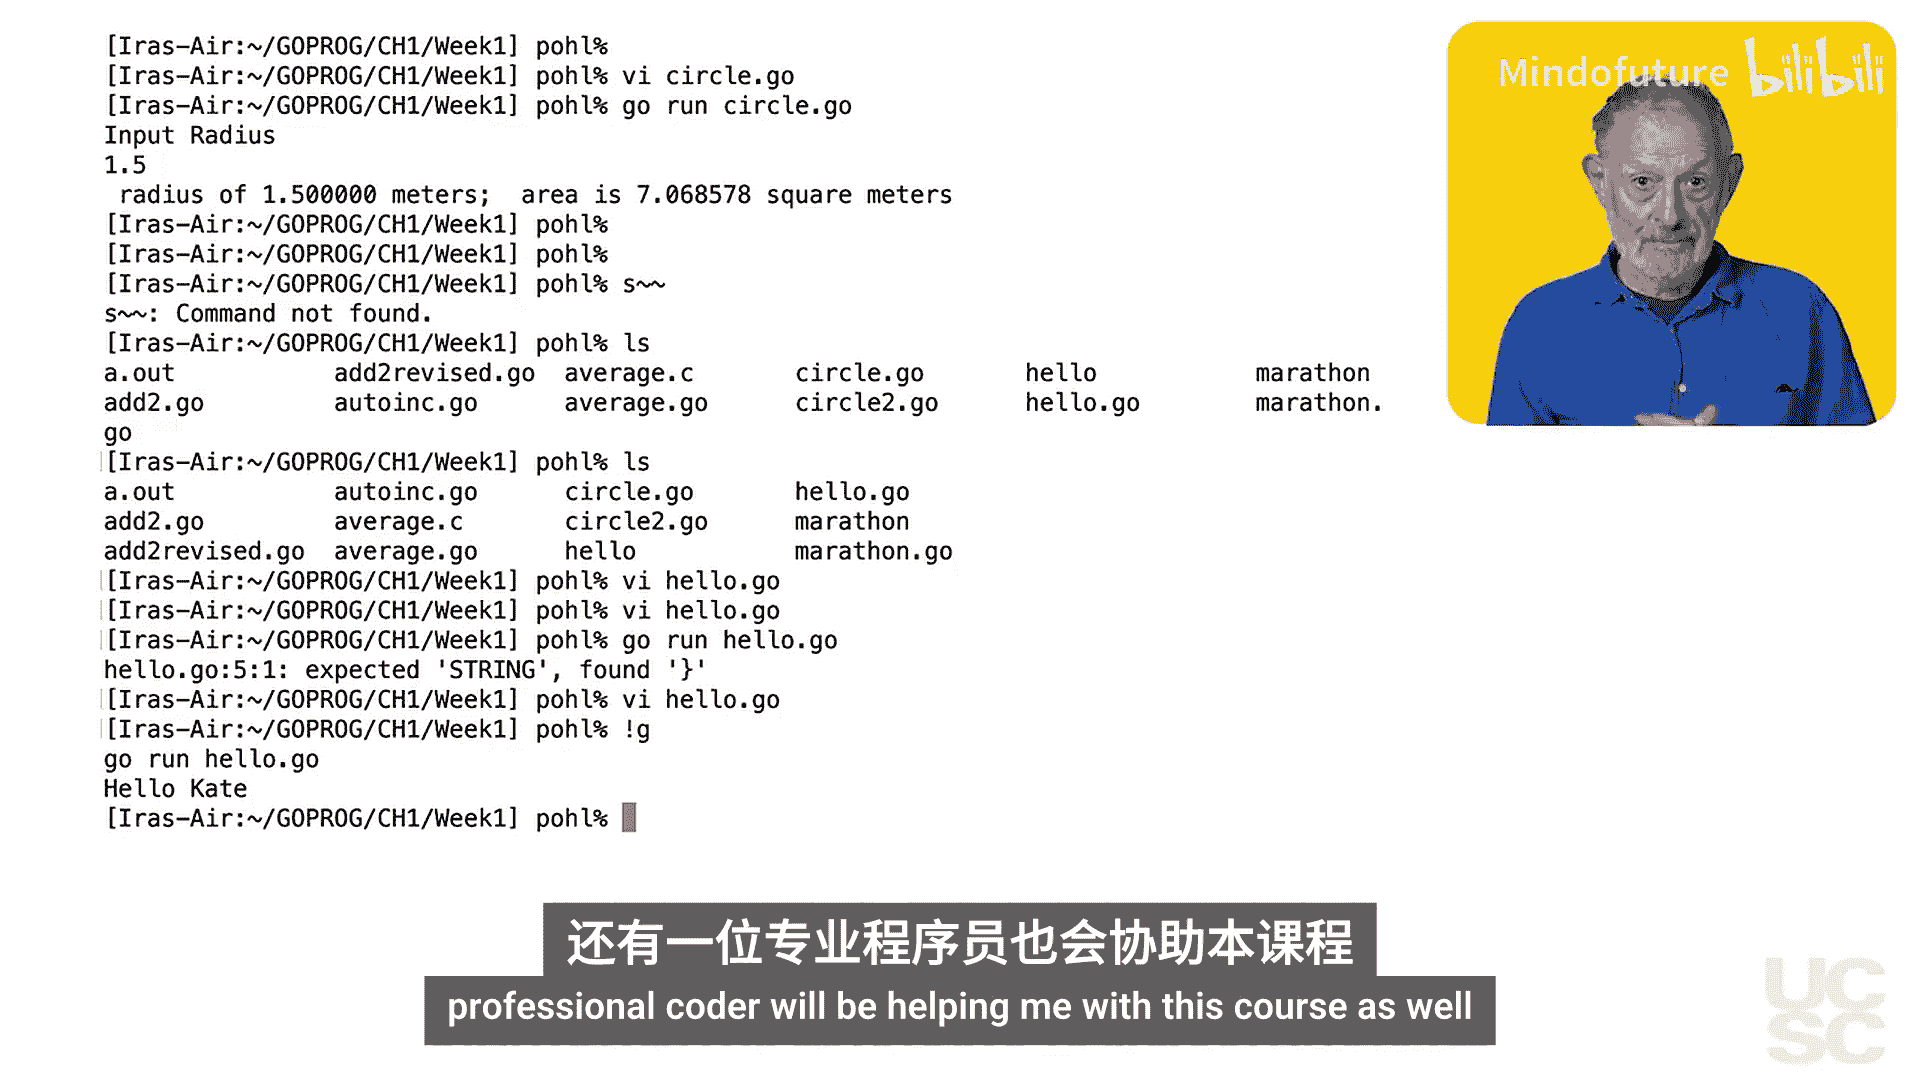 [Iras-Air:~/GOPROG/CH1/Week1] pohl%
[Iras-Air:~/GOPROG/CH1/Week1] pohl% vi circle.go
[Iras-Air:~/GOPROG/CH1/Week1] pohl% go run circle.go
Input Radius
1.5
 radius of 1.500000 meters;  area is 7.068578 square meters
[Iras-Air:~/GOPROG/CH1/Week1] pohl%
[Iras-Air:~/GOPROG/CH1/Week1] pohl%
[Iras-Air:~/GOPROG/CH1/Week1] pohl% s~~
s~~: Command not found.
[Iras-Air:~/GOPROG/CH1/Week1] pohl% ls
a.out           add2revised.go  average.c       circle.go       hello           marathon
add2.go         autoinc.go      average.go      circle2.go      hello.go        marathon.
go
[Iras-Air:~/GOPROG/CH1/Week1] pohl% ls
a.out           autoinc.go      circle.go       hello.go
add2.go         average.c       circle2.go      marathon
add2revised.go  average.go      hello           marathon.go
[Iras-Air:~/GOPROG/CH1/Week1] pohl% vi hello.go
[Iras-Air:~/GOPROG/CH1/Week1] pohl% vi hello.go
[Iras-Air:~/GOPROG/CH1/Week1] pohl% go run hello.go
hello.go:5:1: expected 'STRING', found '}'
[Iras-Air:~/GOPROG/CH1/Week1] pohl% vi hello.go
[Iras-Air:~/GOPROG/CH1/Week1] pohl% !g
go run hello.go
Hello Kate
[Iras-Air:~/GOPROG/CH1/Week1] pohl%
Mindofuture bilibili
还有一位专业程序员也会协助本课程
professional coder will be helping me with this course as well
UC
SC